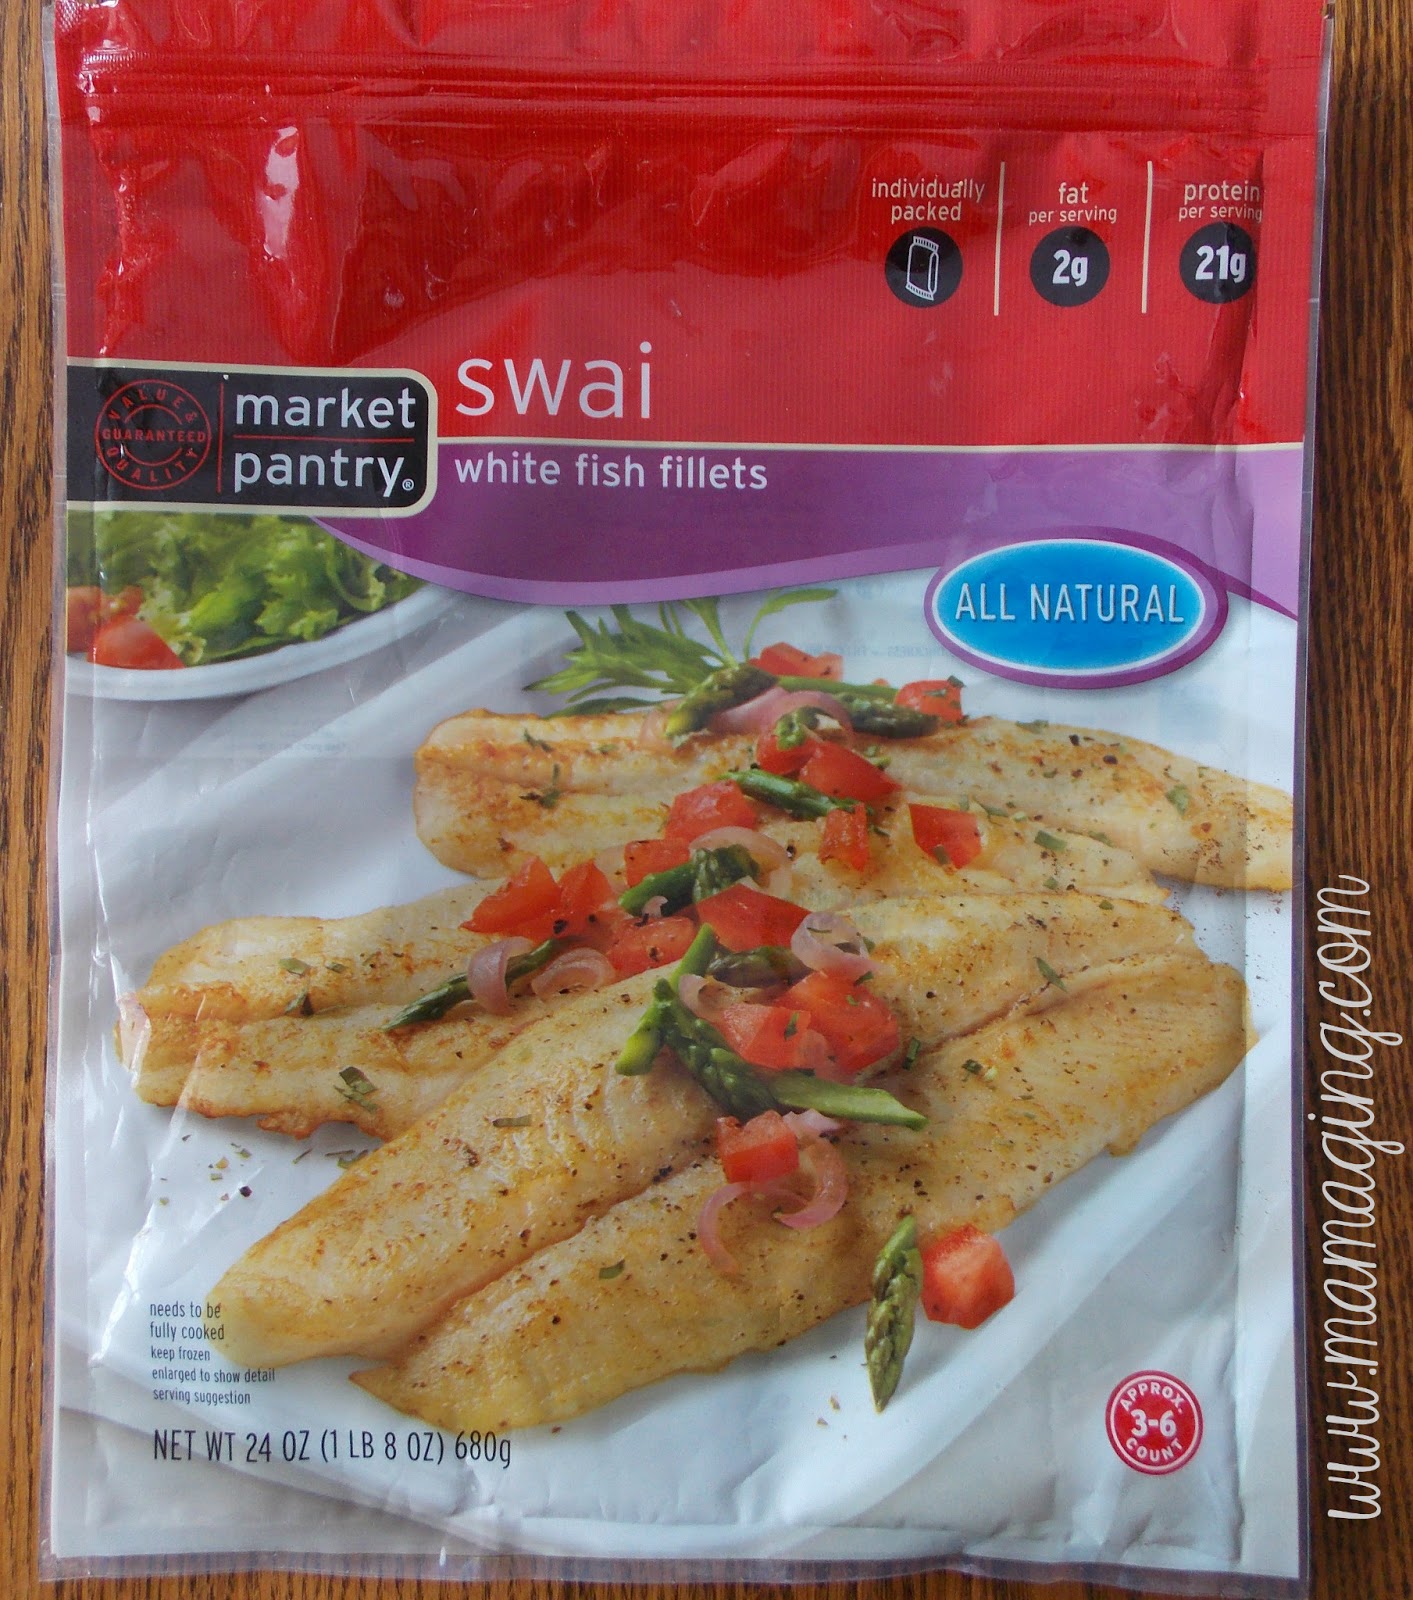 individually
packed
fat
per serving
2g
protein
per serving
21g
swai
VALUE &
GUARANTEED
QUALITY
market
pantry®
white fish fillets
ALL NATURAL
needs to be
fully cooked
keep frozen
enlarged to show detail
serving suggestion
NET WT 24 OZ (1 LB 8 OZ) 680g
APPROX.
3-6
COUNT
www.mamaging.com